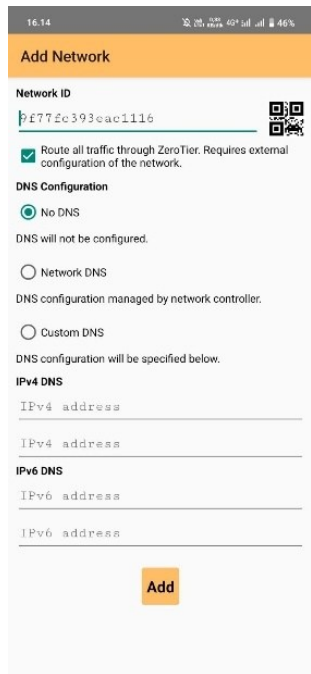 16.14
4G+
46%
Add Network
Network ID
9f77fc393eac1116
Route all traffic through ZeroTier. Requires external
configuration of the network.
DNS Configuration
No DNS
DNS will not be configured.
Network DNS
DNS configuration managed by network controller.
Custom DNS
DNS configuration will be specified below.
IPv4 DNS
IPv4 address
IPv4 address
IPv6 DNS
IPv6 address
IPv6 address
Add